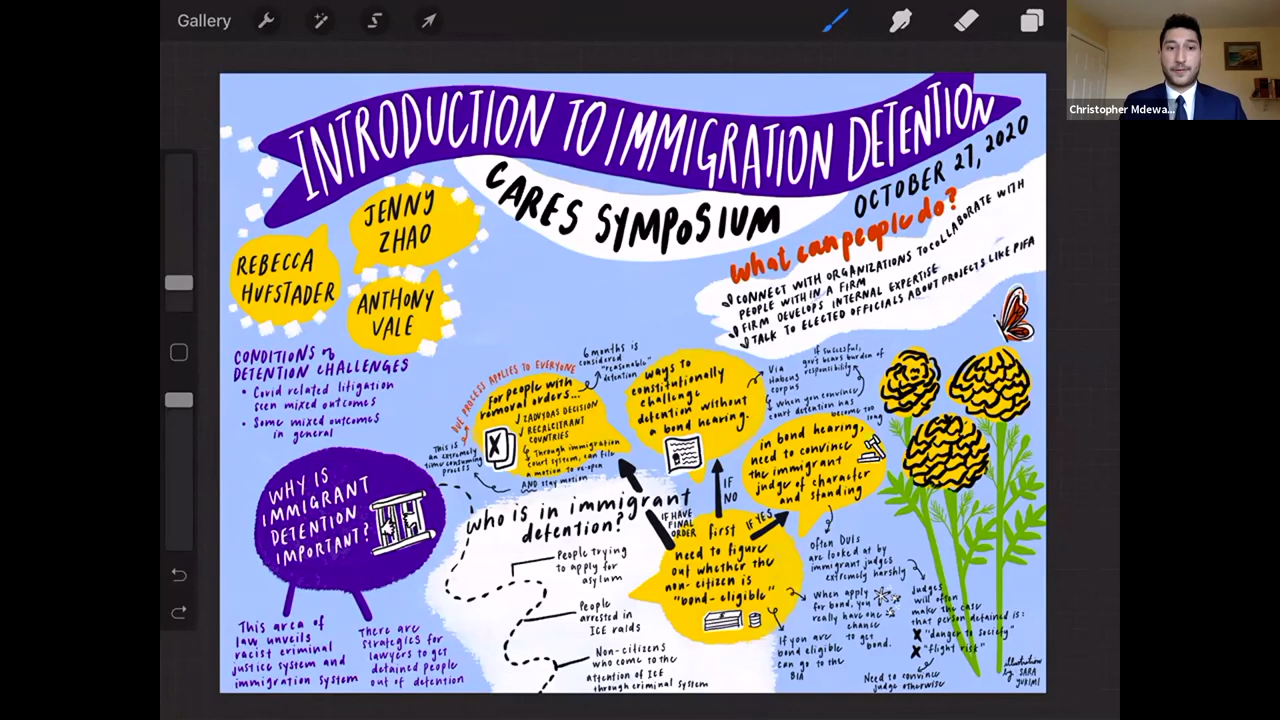 Gallery
Christopher Mdewa...
INTRODUCTION TO IMMIGRATION DETENTION
CARES SYMPOSIUM
OCTOBER 27, 2020
JENNY
ZHAO
REBECCA
HUFSTADER
ANTHONY
VALE
What can people do?
CONNECT WITH ORGANIZATIONS TO COLLABORATE WITH
PEOPLE WITHIN A FIRM
FIRM DEVELOPS INTERNAL EXPERTISE
TALK TO ELECTED OFFICIALS ABOUT PROJECTS LIKE PIFA
CONDITIONS of
DETENTION CHALLENGES
• Covid related litigation
seen mixed outcomes
• Some mixed outcomes
in general
DUE PROCESS APPLIES TO EVERYONE
6 months is
considered
"reasonable"
detention
for people with
removal orders...
ZADVYDAS DECISION
RECALCITRANT
COUNTRIES
Through immigration
court system, can file
a motion to re-open
AND stay motion
This is
an extremely
time consuming
process
X
ways to
constitutionally
challenge
detention without
a bond hearing.
Via
Habeas
corpus
if succesful,
gov't bears burden of
responsibility
when you convince
court detention has
become too
long
in bond hearing,
need to convince
the immigrant
judge of character
and standing
WHY IS
IMMIGRANT
DETENTION
IMPORTANT?
This area of
law unveils
racist criminal
justice system and
immigration system
There are
strategies for
lawyers to get
detained people
out of detention
who is in immigrant
detention?
People trying
to apply for
asylum
People
arrested in
ICE raids
Non-citizens
who come to the
attention of ICE
through criminal system
IF HAVE
FINAL
ORDER
IF
NO
IF YES
first
need to figure
out whether the
non-citizen is
"bond-eligible"
If you are
bond eligible
can go to the
BIA
When apply
for bond, you
really have one
chance
to get
bond.
Often DUIs
are looked at by
immigrant judges
extremely harshly
Judges
will often
make the case
that person detained is:
X "danger to society"
X "flight risk"
Need to convince
judge otherwise
illustration
by SARA
YUKIMI